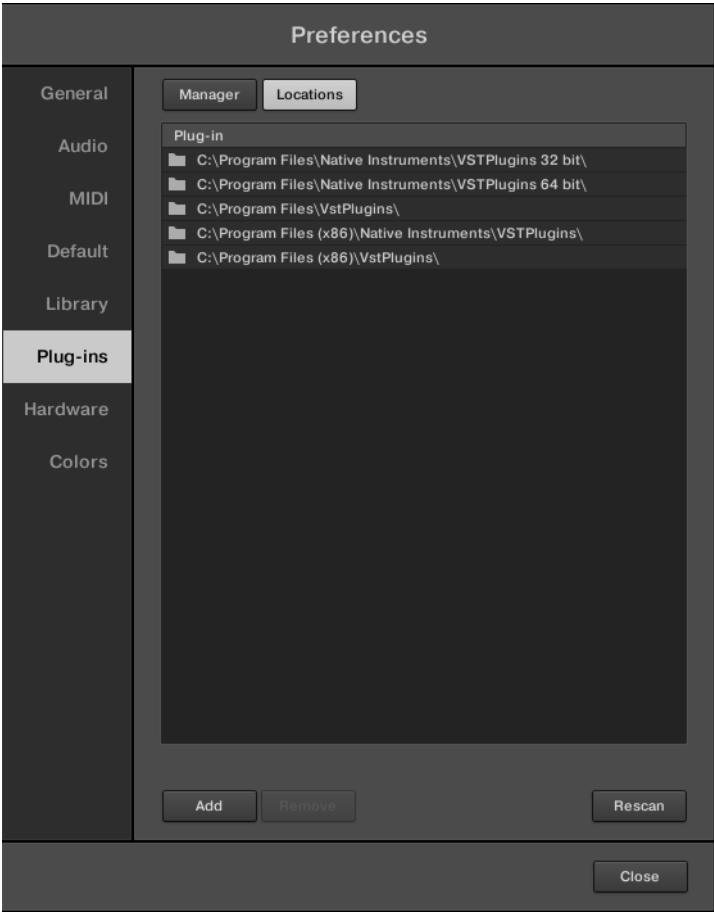 Preferences
General
Audio
MIDI
Default
Library
Plug-ins
Hardware
Colors
Manager
Locations
Plug-in
C:\Program Files\Native Instruments\VSTPlugins 32 bit\
C:\Program Files\Native Instruments\VSTPlugins 64 bit\
C:\Program Files\VstPlugins\
C:\Program Files (x86)\Native Instruments\VSTPlugins\
C:\Program Files (x86)\VstPlugins\
Add
Remove
Rescan
Close